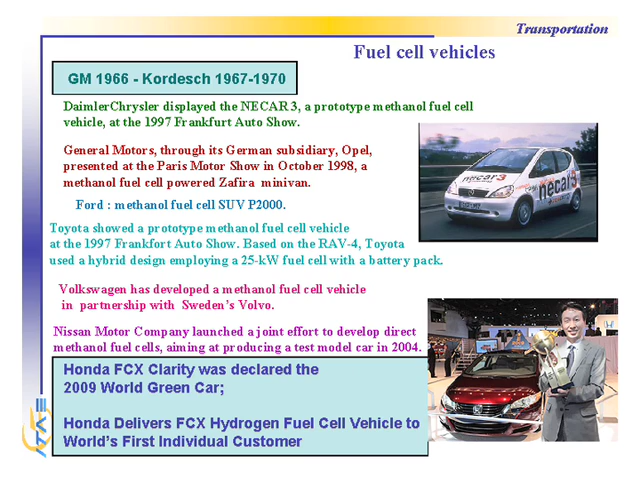 Transportation
Fuel cell vehicles
GM 1966 - Kordesch 1967-1970
DaimlerChrysler displayed the NECAR 3, a prototype methanol fuel cell
vehicle, at the 1997 Frankfurt Auto Show.
General Motors, through its German subsidiary, Opel,
presented at the Paris Motor Show in October 1998, a
methanol fuel cell powered Zafira minivan.
necar3
necar3
Ford : methanol fuel cell SUV P2000.
Toyota showed a prototype methanol fuel cell vehicle
at the 1997 Frankfort Auto Show. Based on the RAV-4, Toyota
used a hybrid design employing a 25-kW fuel cell with a battery pack.
Volkswagen has developed a methanol fuel cell vehicle
in partnership with Sweden's Volvo.
Nissan Motor Company launched a joint effort to develop direct
methanol fuel cells, aiming at producing a test model car in 2004.
Honda FCX Clarity was declared the
2009 World Green Car;
Honda Delivers FCX Hydrogen Fuel Cell Vehicle to
World's First Individual Customer
ITAE